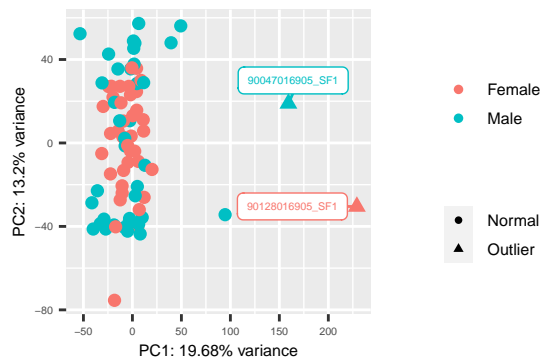 90047016905_SF1
90128016905_SF1
40
0
−40
−80
−50
0
50
100
150
200
PC1: 19.68% variance
PC2: 13.2% variance
Female
Male
Normal
Outlier